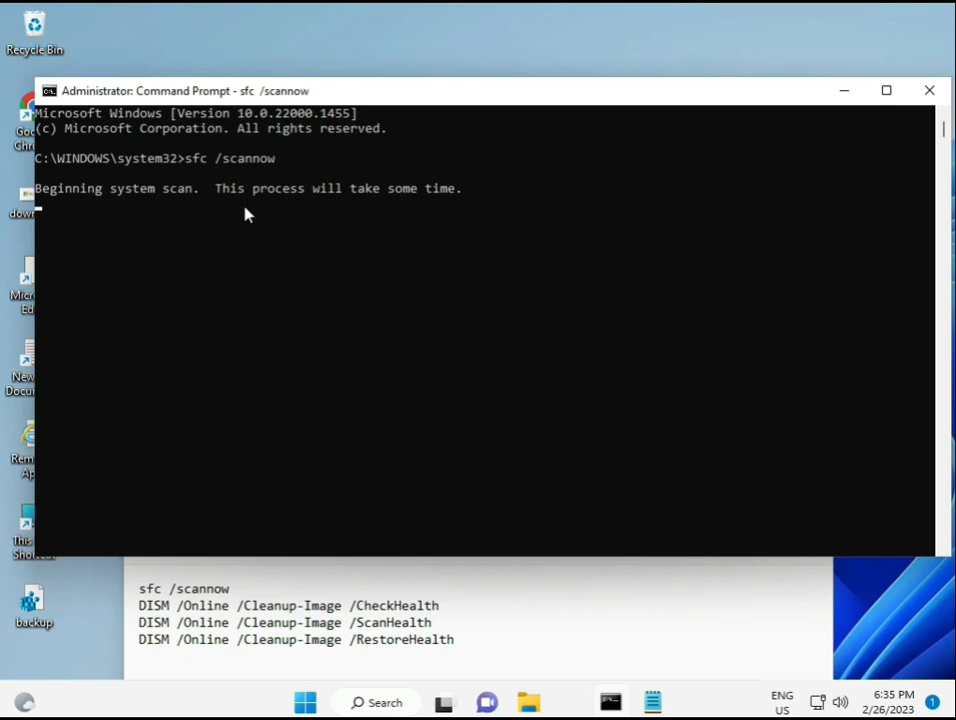 Recycle Bin
Administrator: Command Prompt - sfc /scannow
Microsoft Windows [Version 10.0.22000.1455]
(c) Microsoft Corporation. All rights reserved.
C:\WINDOWS\system32>sfc /scannow
Beginning system scan.  This process will take some time.
backup
sfc /scannow
DISM /Online /Cleanup-Image /CheckHealth
DISM /Online /Cleanup-Image /ScanHealth
DISM /Online /Cleanup-Image /RestoreHealth
Search
ENG
US
6:35 PM
2/26/2023
1